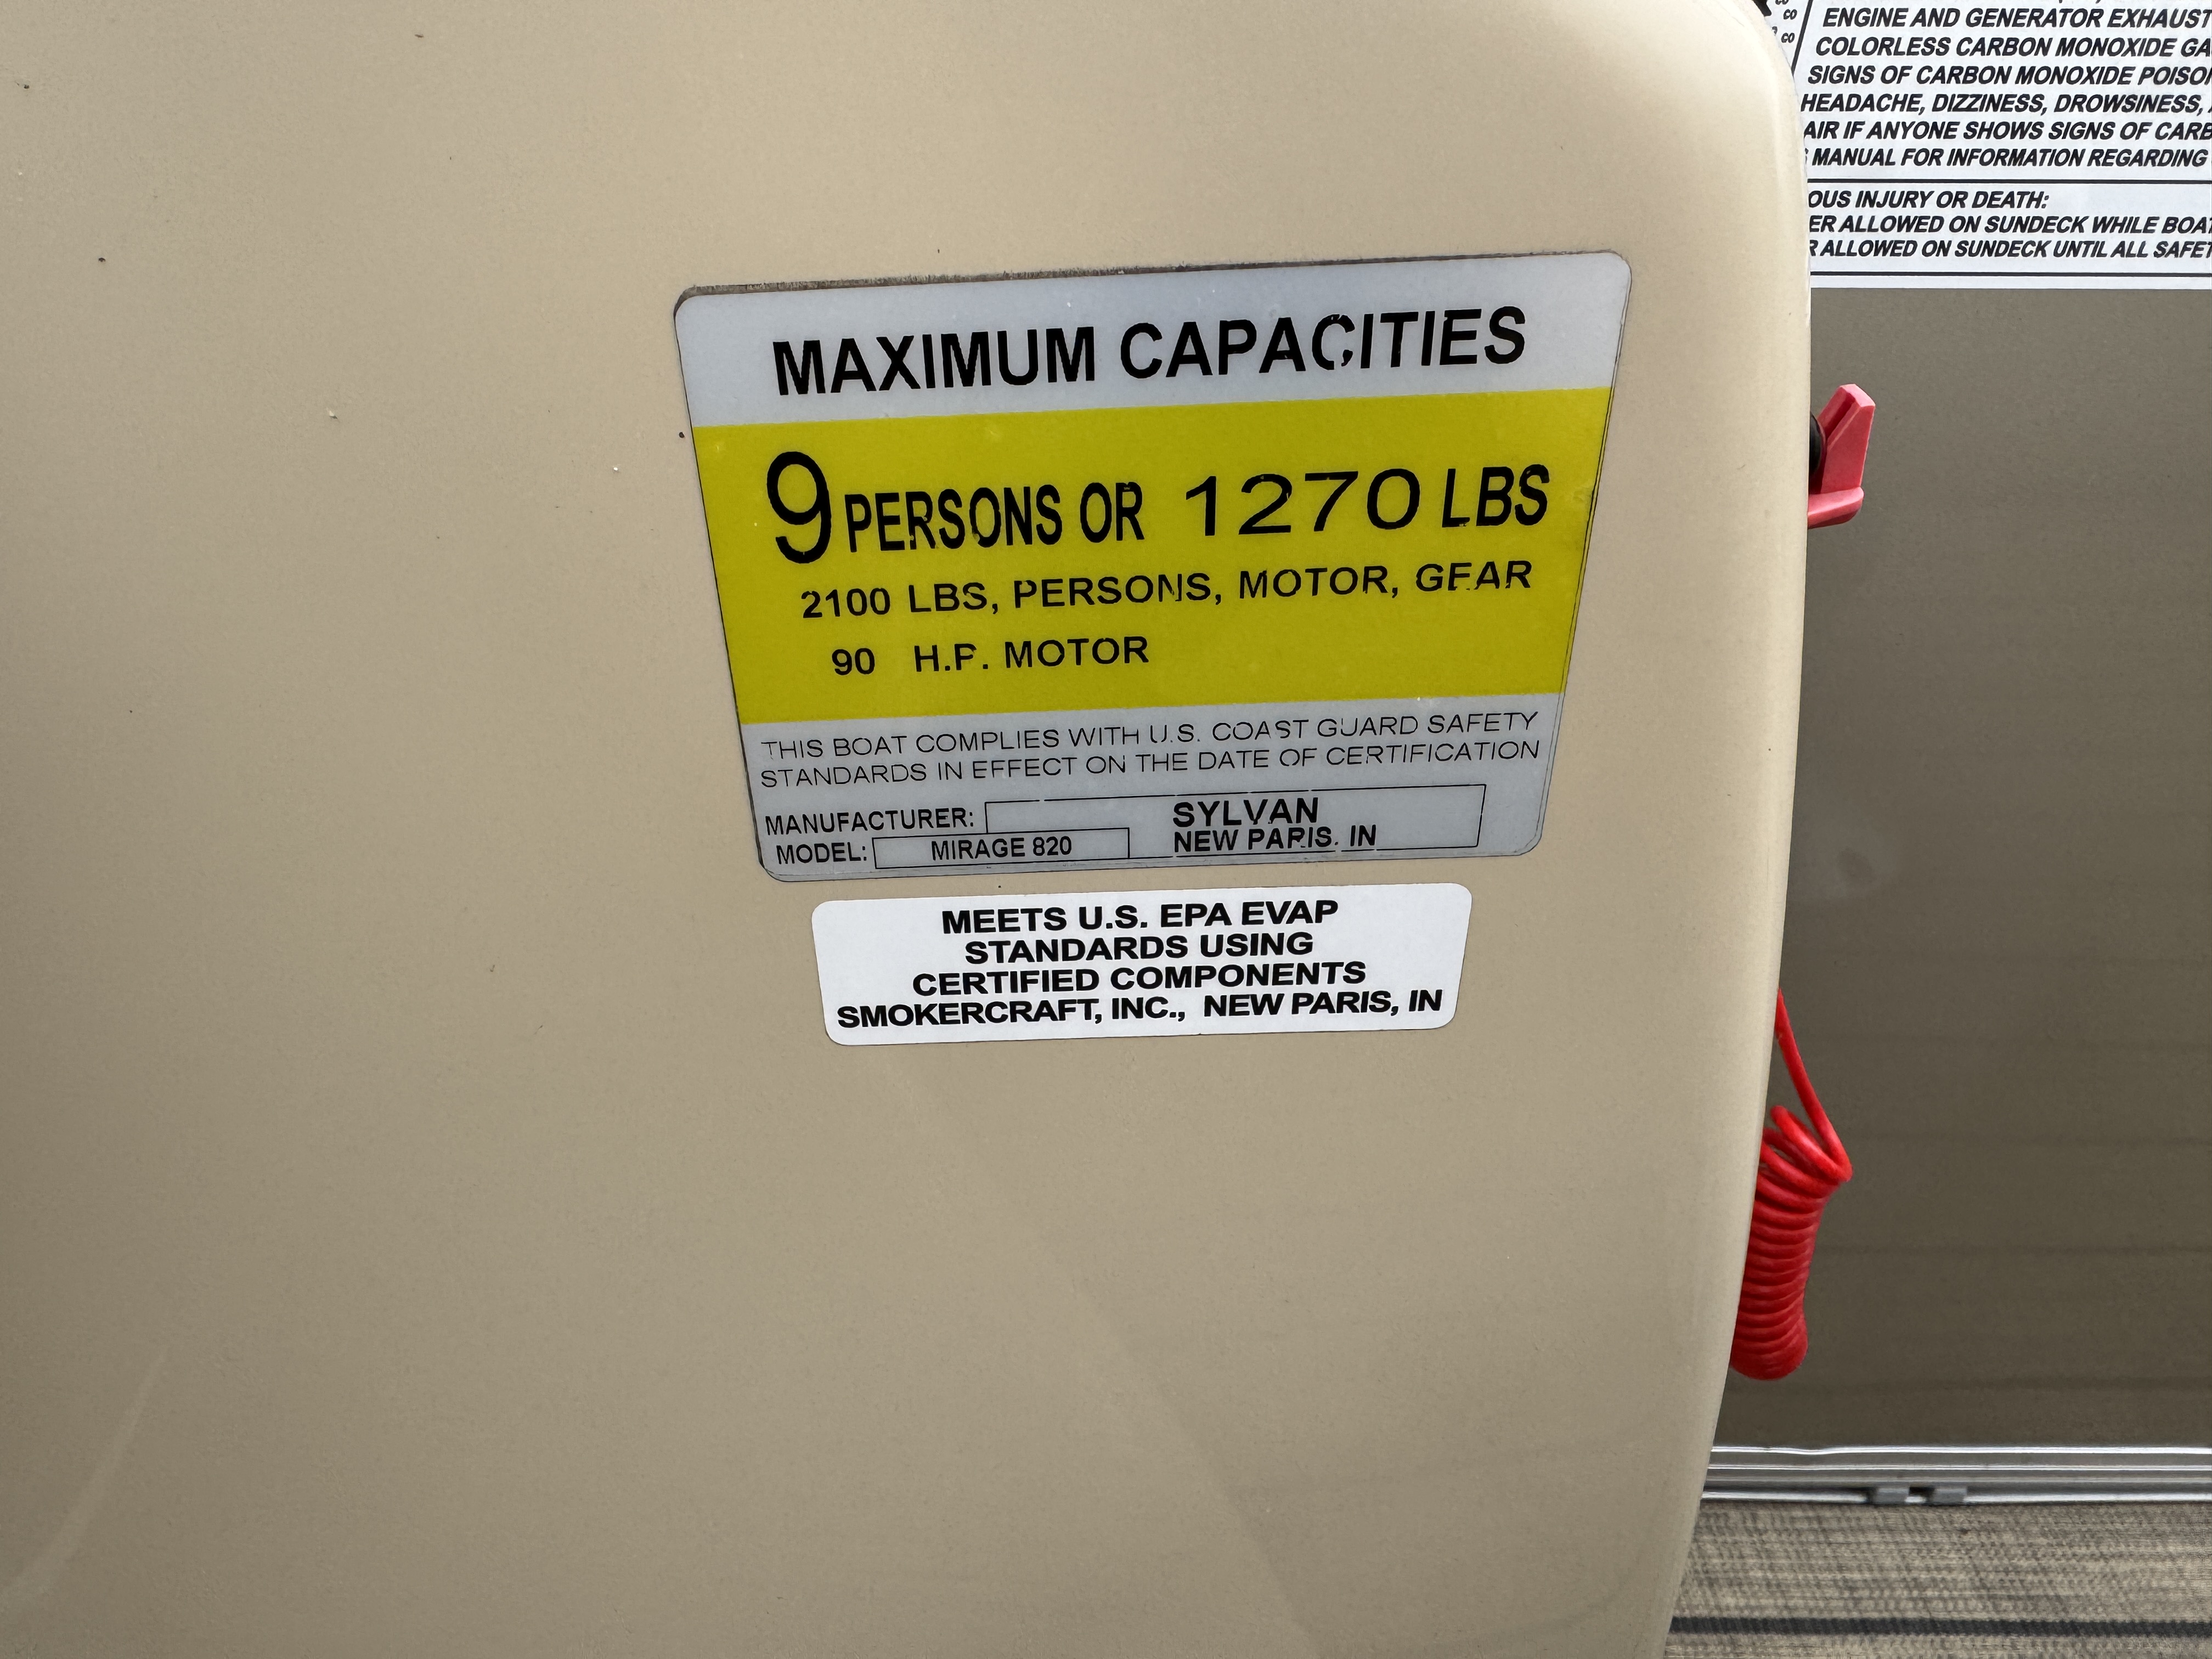 MAXIMUM CAPACITIES
9 PERSONS OR 1270 LBS
2100 LBS, PERSONS, MOTOR, GEAR
90 H.P. MOTOR
THIS BOAT COMPLIES WITH U.S. COAST GUARD SAFETY
STANDARDS IN EFFECT ON THE DATE OF CERTIFICATION
MANUFACTURER: SYLVAN
NEW PARIS, IN
MODEL: MIRAGE 820
MEETS U.S. EPA EVAP
STANDARDS USING
CERTIFIED COMPONENTS
SMOKERCRAFT, INC., NEW PARIS, IN
CO
CO
ENGINE AND GENERATOR EXHAUST
COLORLESS CARBON MONOXIDE
SIGNS OF CARBON MONOXIDE
HEADACHE, DIZZINESS, DROWSINESS,
AIR IF ANYONE SHOWS SIGNS OF
MANUAL FOR INFORMATION REGARDING
INJURY OR DEATH:
ALLOWED ON SUNDECK WHILE
ALLOWED ON SUNDECK UNTIL ALL